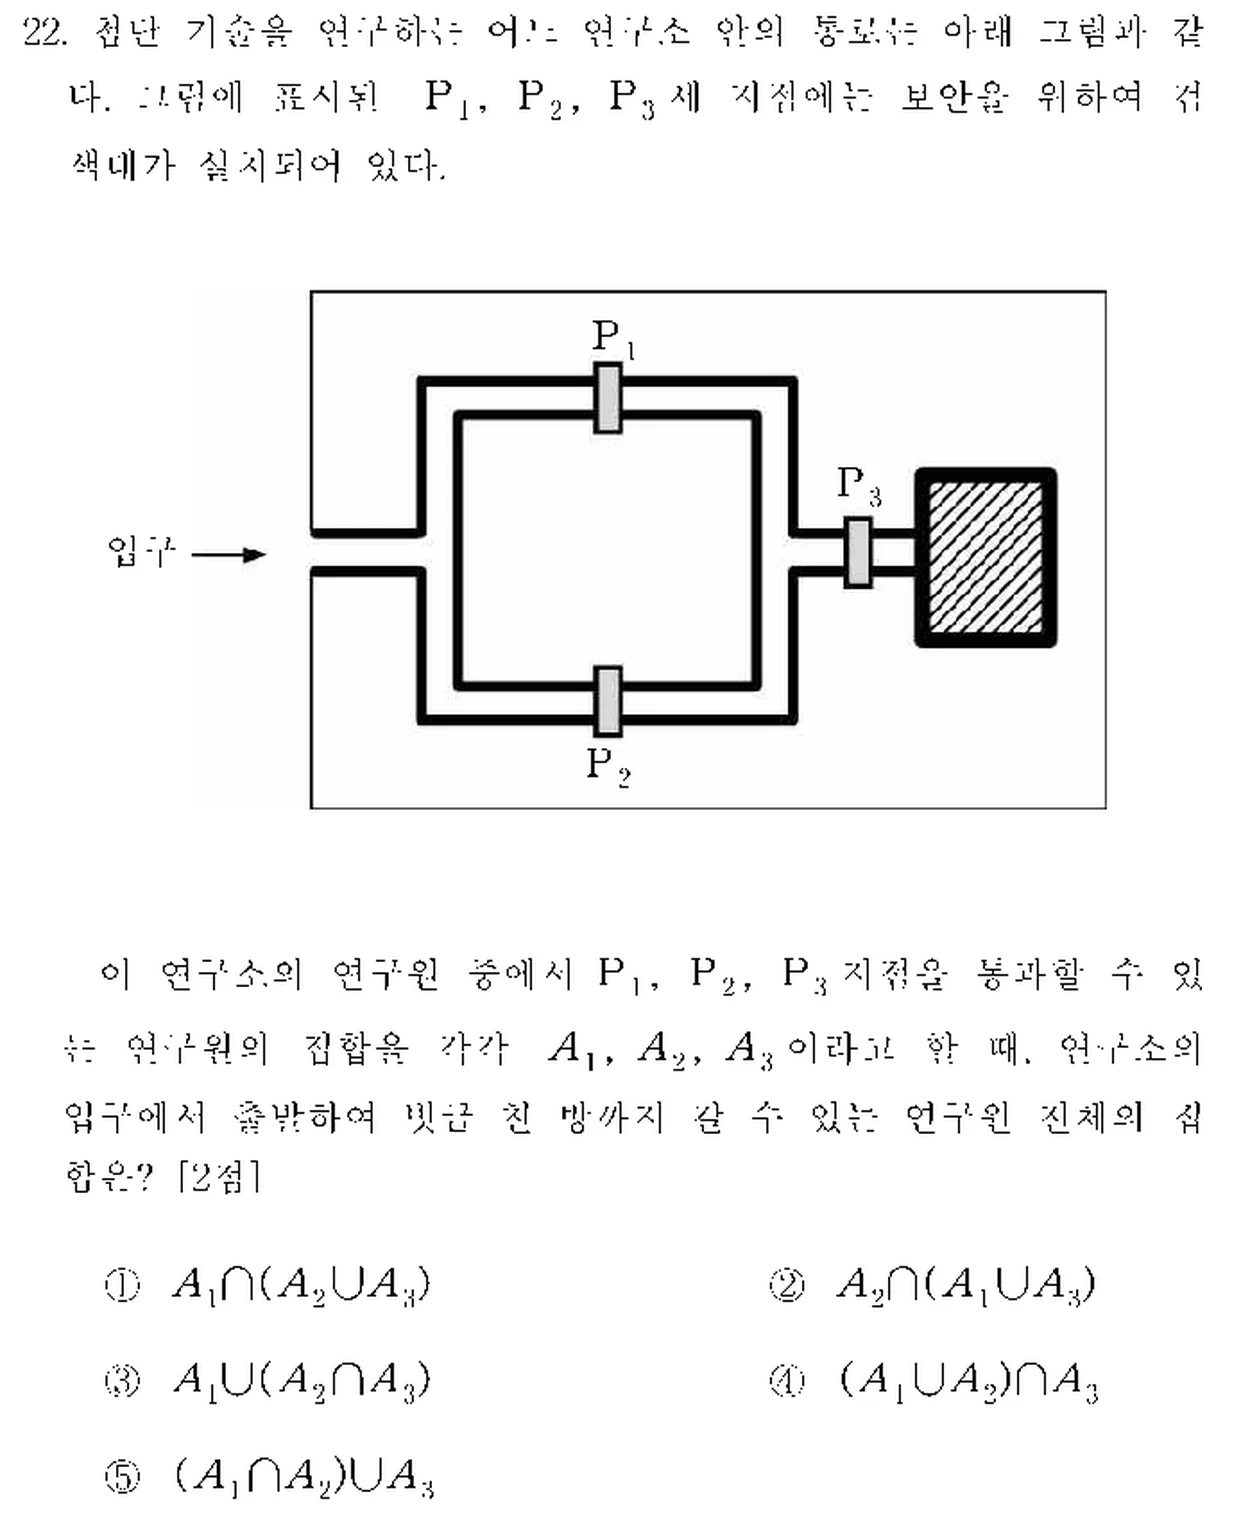 22. 첨단 기술을 연구하는 어느 연구소 안의 통로는 아래 그림과 같
다. 그림에 표시된 P₁, P₂, P₃ 세 지점에는 보안을 위하여 검
색대가 설치되어 있다.
P₁
P₃
입구
P₂
이 연구소의 연구원 중에서 P₁, P₂, P₃ 지점을 통과할 수 있
는 연구원의 집합을 각각 A₁, A₂, A₃ 이라고 할 때, 연구소의
입구에서 출발하여 빗금 친 방까지 갈 수 있는 연구원 전체의 집
합은? [2점]
① A₁∩(A₂∪A₃) ② A₂∩(A₁∪A₃)
③ A₁∪(A₂∩A₃) ④ (A₁∪A₂)∩A₃
⑤ (A₁∩A₂)∪A₃